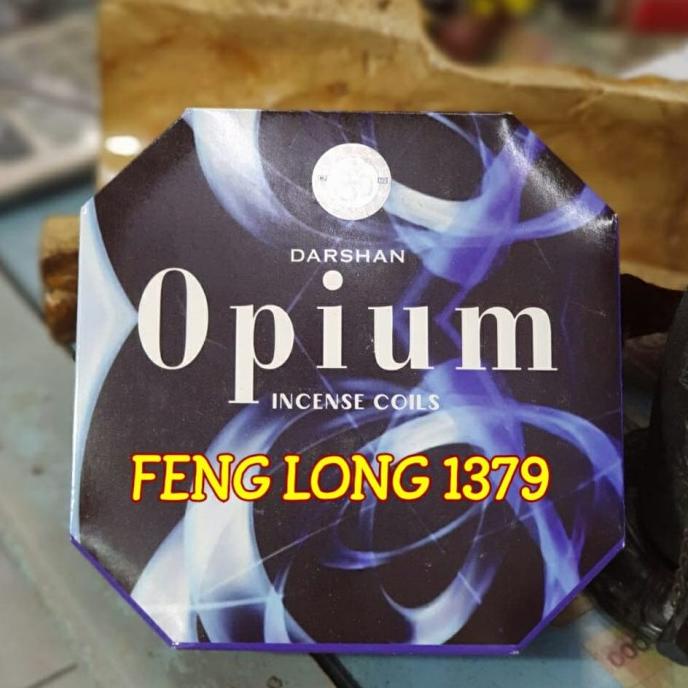 DARSHAN
Opium
INCENSE COILS
FENG LONG 1379